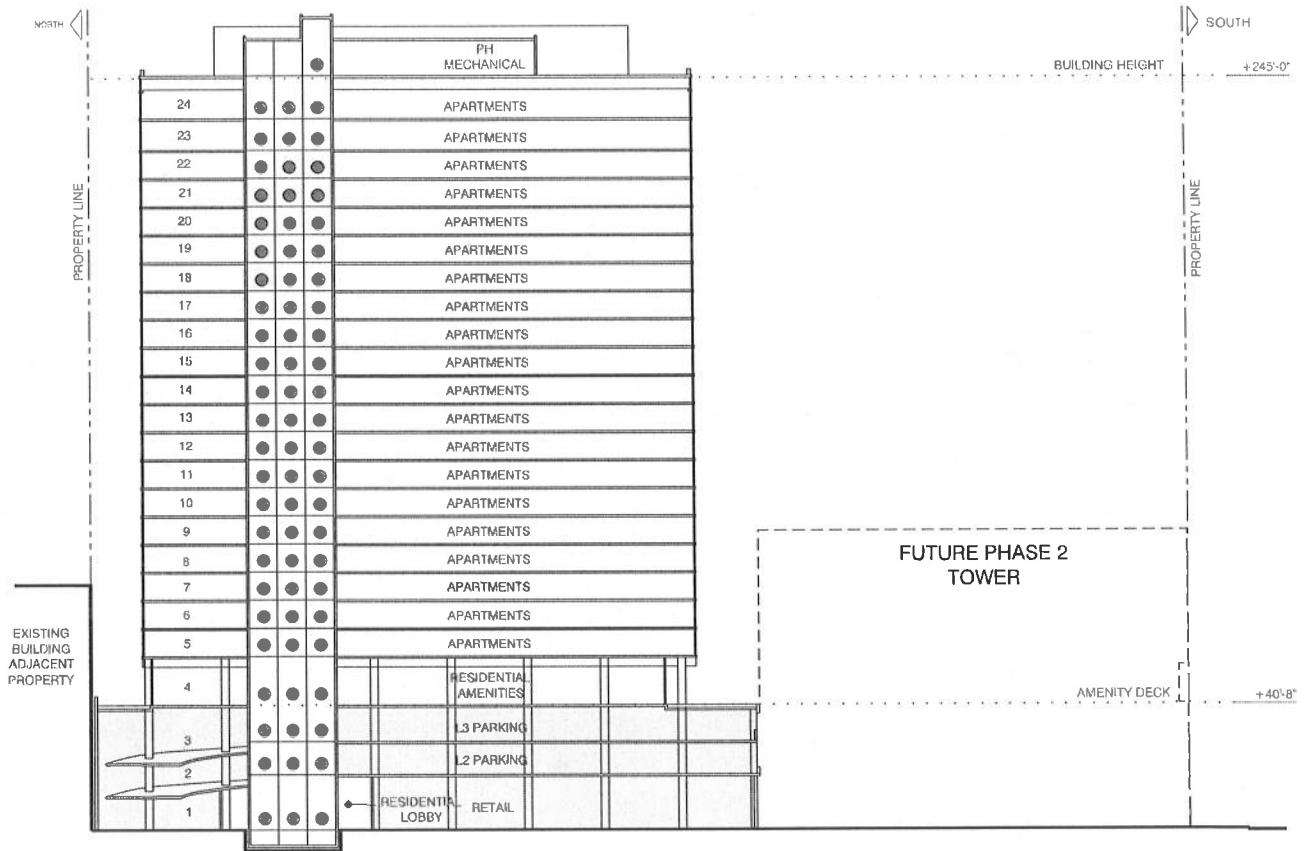 NORTH
SOUTH
PH
MECHANICAL
BUILDING HEIGHT
+245'-0"
24 APARTMENTS
23 APARTMENTS
22 APARTMENTS
21 APARTMENTS
20 APARTMENTS
19 APARTMENTS
18 APARTMENTS
17 APARTMENTS
16 APARTMENTS
15 APARTMENTS
14 APARTMENTS
13 APARTMENTS
12 APARTMENTS
11 APARTMENTS
10 APARTMENTS
9 APARTMENTS
8 APARTMENTS
7 APARTMENTS
6 APARTMENTS
5 APARTMENTS
PROPERTY LINE
PROPERTY LINE
FUTURE PHASE 2
TOWER
EXISTING
BUILDING
ADJACENT
PROPERTY
4
RESIDENTIAL
AMENITIES
AMENITY DECK
+40'-8"
3
L3 PARKING
2
L2 PARKING
1
RESIDENTIAL
LOBBY
RETAIL